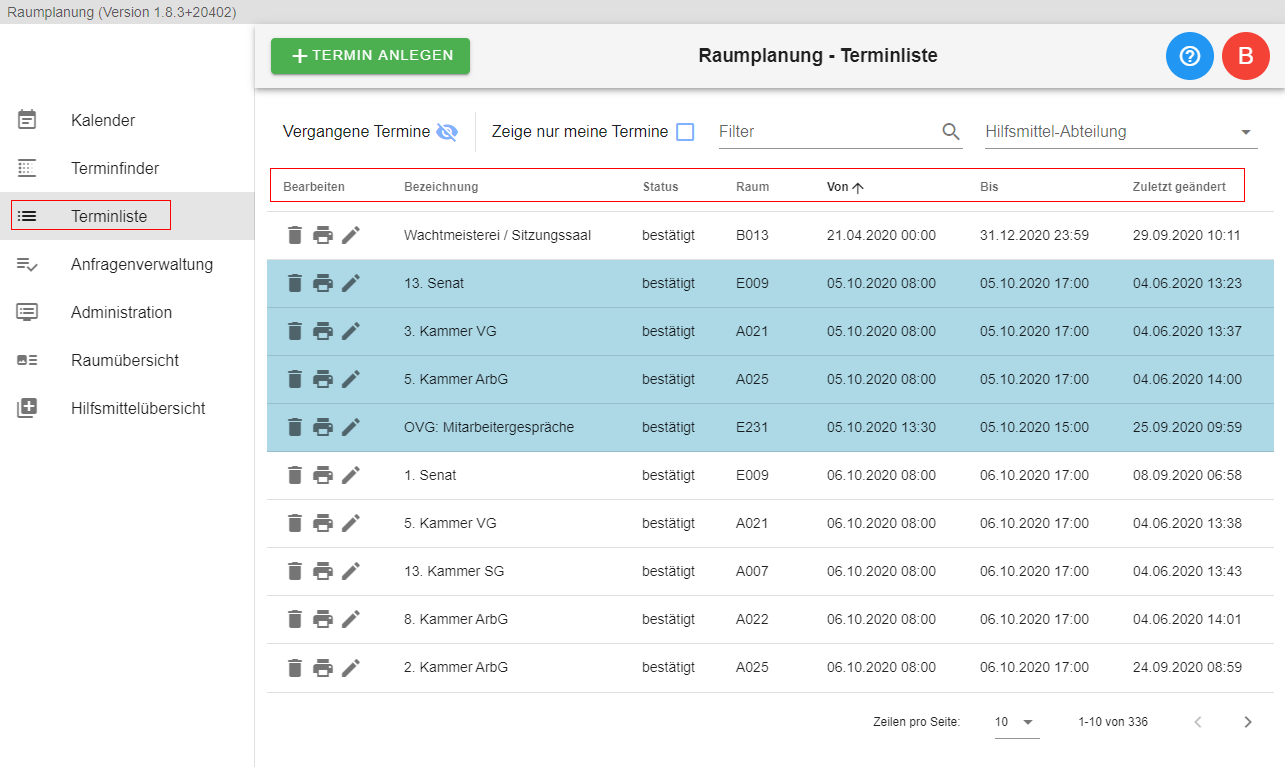 Raumplanung (Version 1.8.3+20402)
TERMIN ANLEGEN
Raumplanung - Terminliste
B
Kalender
Terminfinder
Terminliste
Anfragenverwaltung
Administration
Raumübersicht
Hilfsmittelübersicht
Vergangene Termine Zeige nur meine Termine Filter Hilfsmittel-Abteilung
Bearbeiten Bezeichnung Status Raum Von Bis Zuletzt geändert
Wachtmeisterei / Sitzungssaal bestätigt B013 21.04.2020 00:00 31.12.2020 23:59 29.09.2020 10:11
13. Senat bestätigt E009 05.10.2020 08:00 05.10.2020 17:00 04.06.2020 13:23
3. Kammer VG bestätigt A021 05.10.2020 08:00 05.10.2020 17:00 04.06.2020 13:37
5. Kammer ArbG bestätigt A025 05.10.2020 08:00 05.10.2020 17:00 04.06.2020 14:00
OVG: Mitarbeitergespräche bestätigt E231 05.10.2020 13:30 05.10.2020 15:00 25.09.2020 09:59
1. Senat bestätigt E009 06.10.2020 08:00 06.10.2020 17:00 08.09.2020 06:58
5. Kammer VG bestätigt A021 06.10.2020 08:00 06.10.2020 17:00 04.06.2020 13:38
13. Kammer SG bestätigt A007 06.10.2020 08:00 06.10.2020 17:00 04.06.2020 13:43
8. Kammer ArbG bestätigt A022 06.10.2020 08:00 06.10.2020 17:00 04.06.2020 14:01
2. Kammer ArbG bestätigt A025 06.10.2020 08:00 06.10.2020 17:00 24.09.2020 08:59
Zeilen pro Seite: 10 1-10 von 336